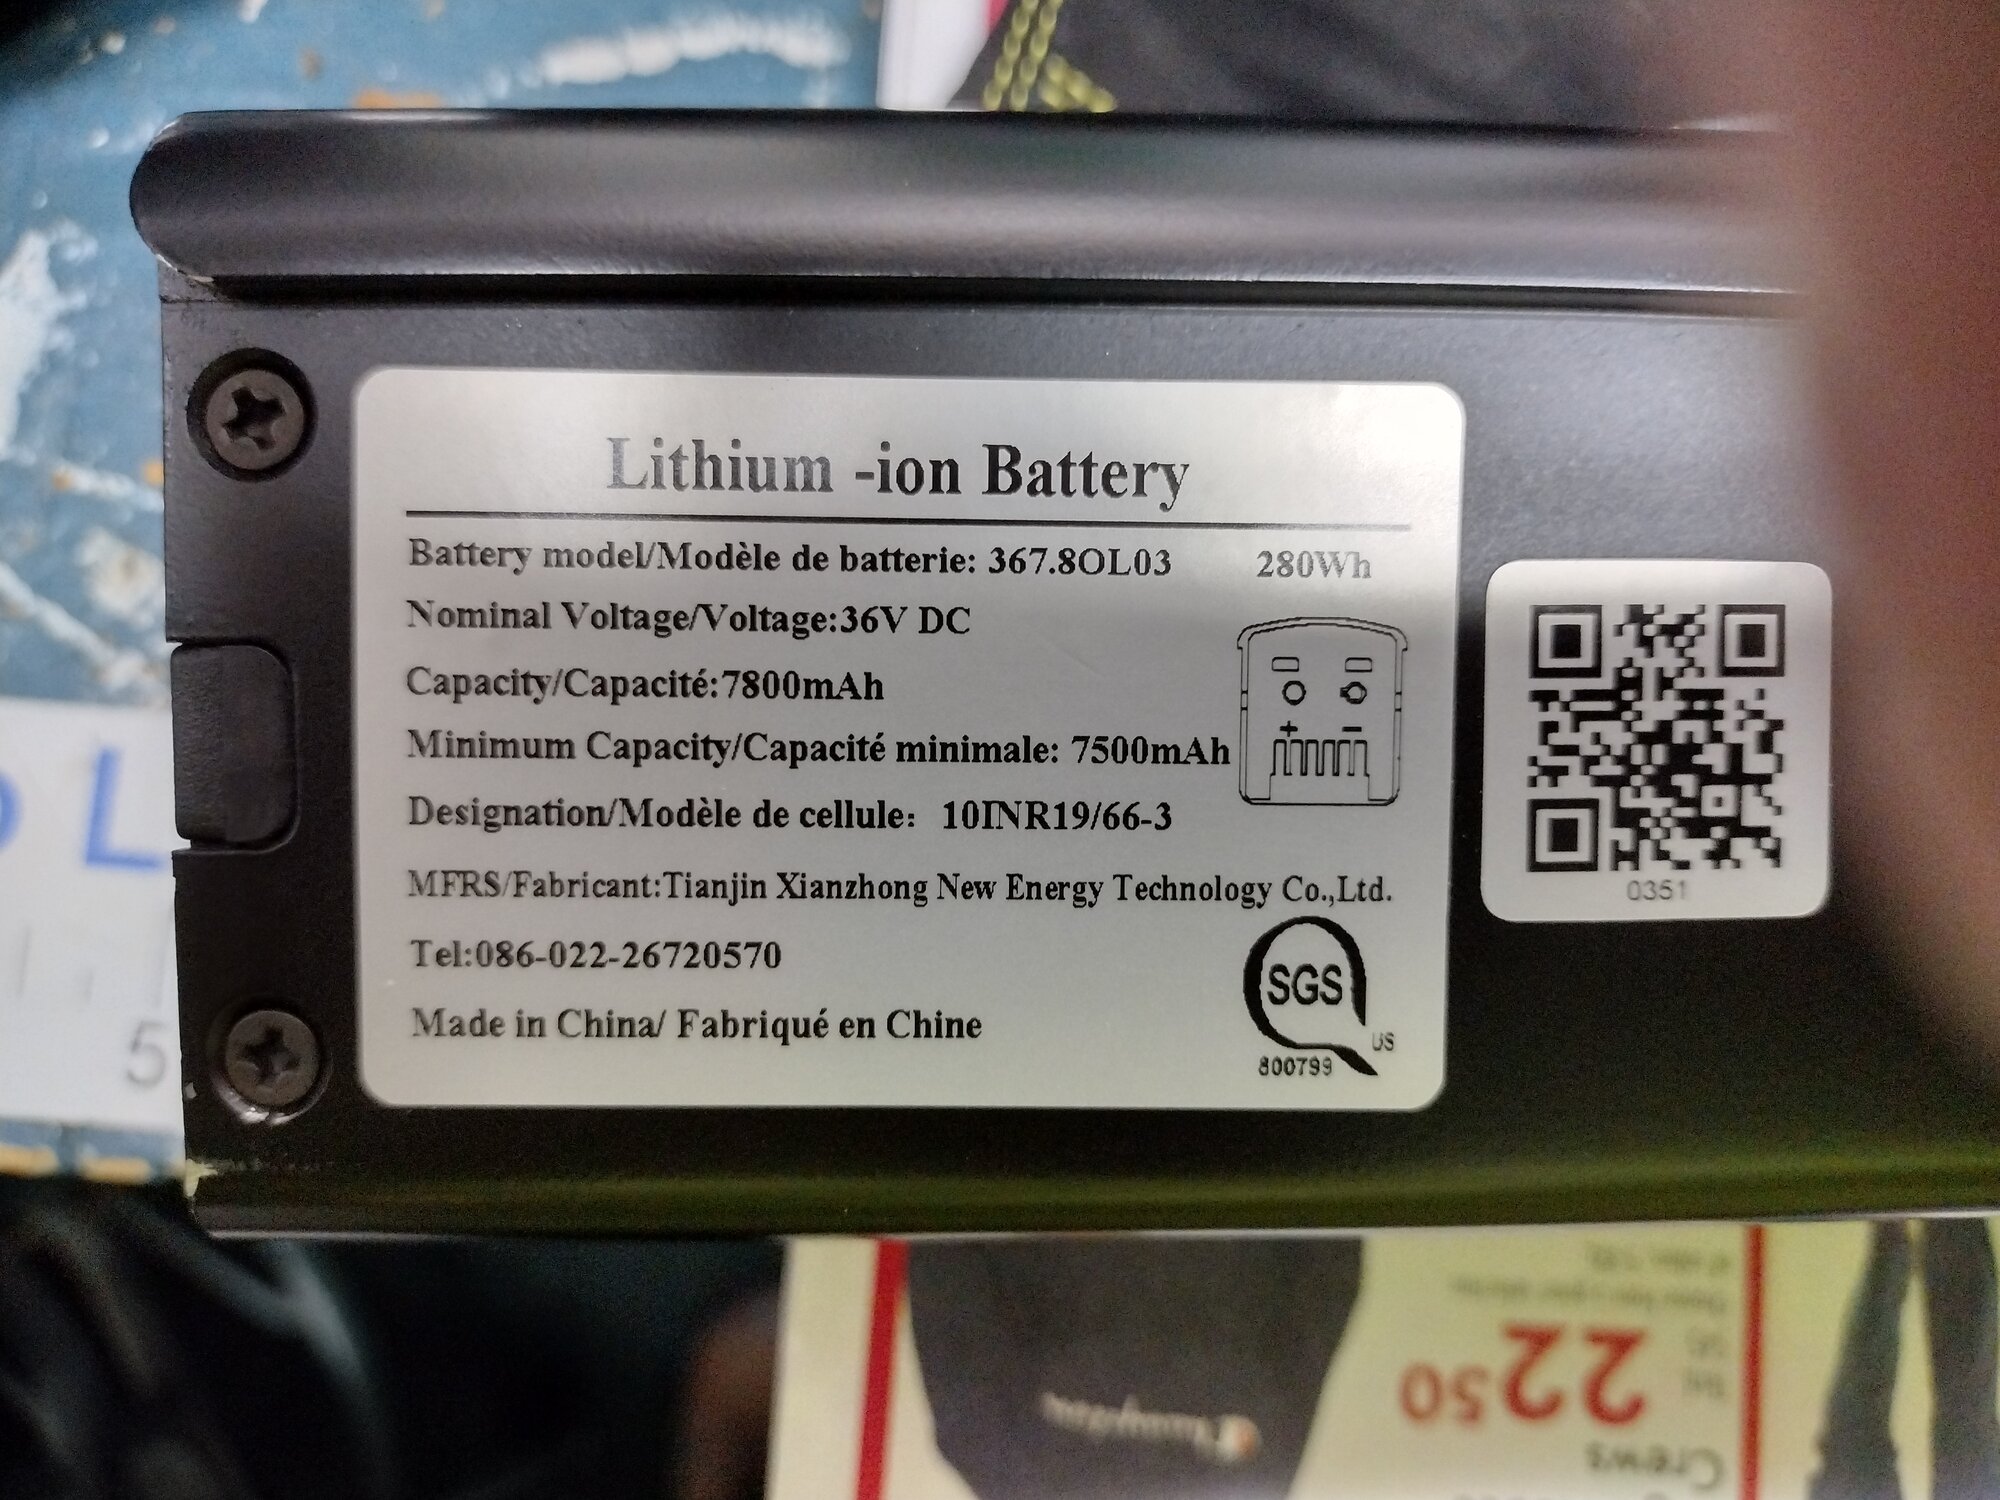 Lithium -ion Battery
Battery model/Modèle de batterie: 367.8OL03 280Wh
Nominal Voltage/Voltage:36V DC
Capacity/Capacité:7800mAh
+ −
Minimum Capacity/Capacité minimale: 7500mAh
Designation/Modèle de cellule: 10INR19/66-3
MFRS/Fabricant:Tianjin Xianzhong New Energy Technology Co.,Ltd.
Tel:086-022-26720570
Made in China/ Fabriqué en Chine
SGS
US
800799
0351
L
5
2250
Crews